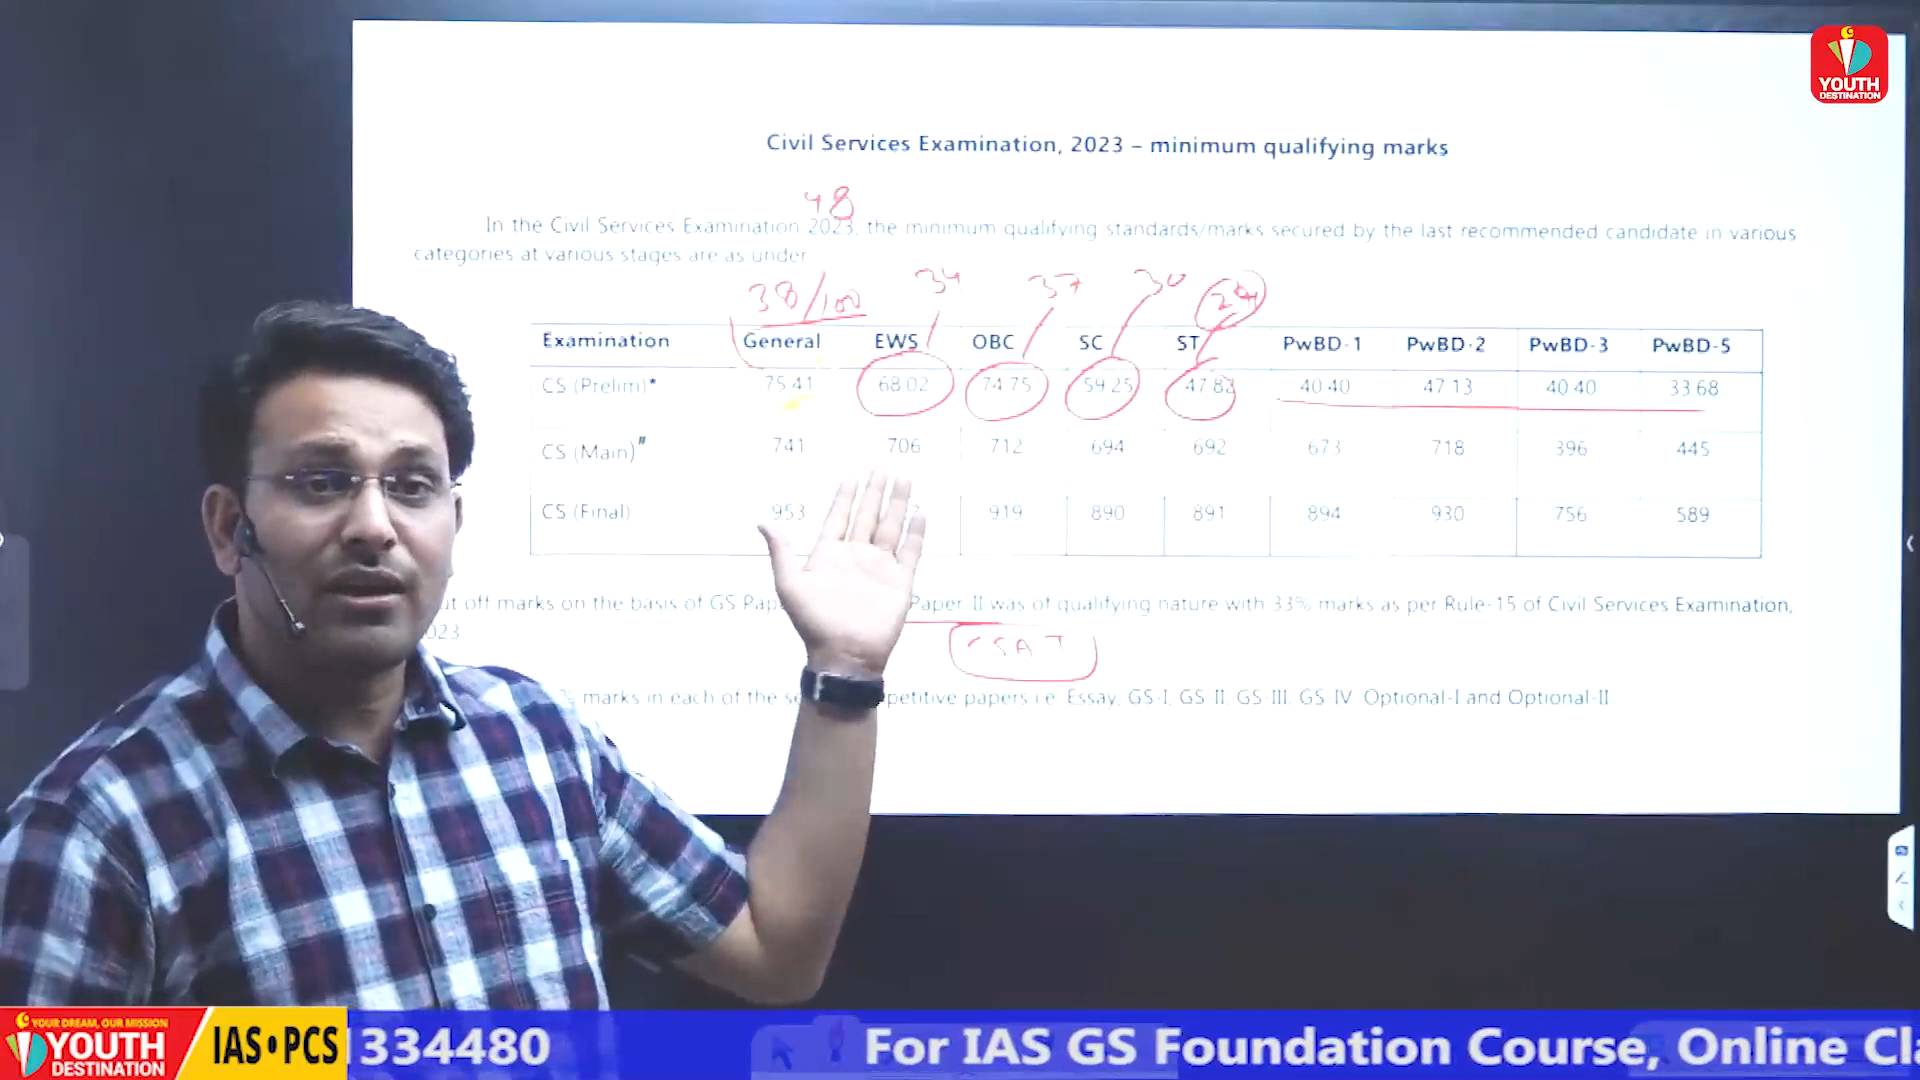 YOUTH
DESTINATION
Civil Services Examination, 2023 – minimum qualifying marks
48
In the Civil Services Examination 2023, the minimum qualifying standards/marks secured by the last recommended candidate in various
categories at various stages are as under
38/100 34 37 30 24
Examination General EWS OBC SC ST PwBD-1 PwBD-2 PwBD-3 PwBD-5
CS (Prelim)* 75.41 68.02 74.75 59.25 47.82 40.40 47.13 40.40 33.68
CS (Main)# 741 706 712 694 692 673 718 396 445
CS (Final) 953 919 890 891 894 930 756 589
off marks on the basis of GS Paper II was of qualifying nature with 33% marks as per Rule-15 of Civil Services Examination,
CSAT
% marks in each of the papers i.e. Essay, GS-I, GS-II, GS-III, GS-IV, Optional-I and Optional-II
YOUR DREAM, OUR MISSION
YOUTH
DESTINATION
IAS•PCS
334480 For IAS GS Foundation Course, Online